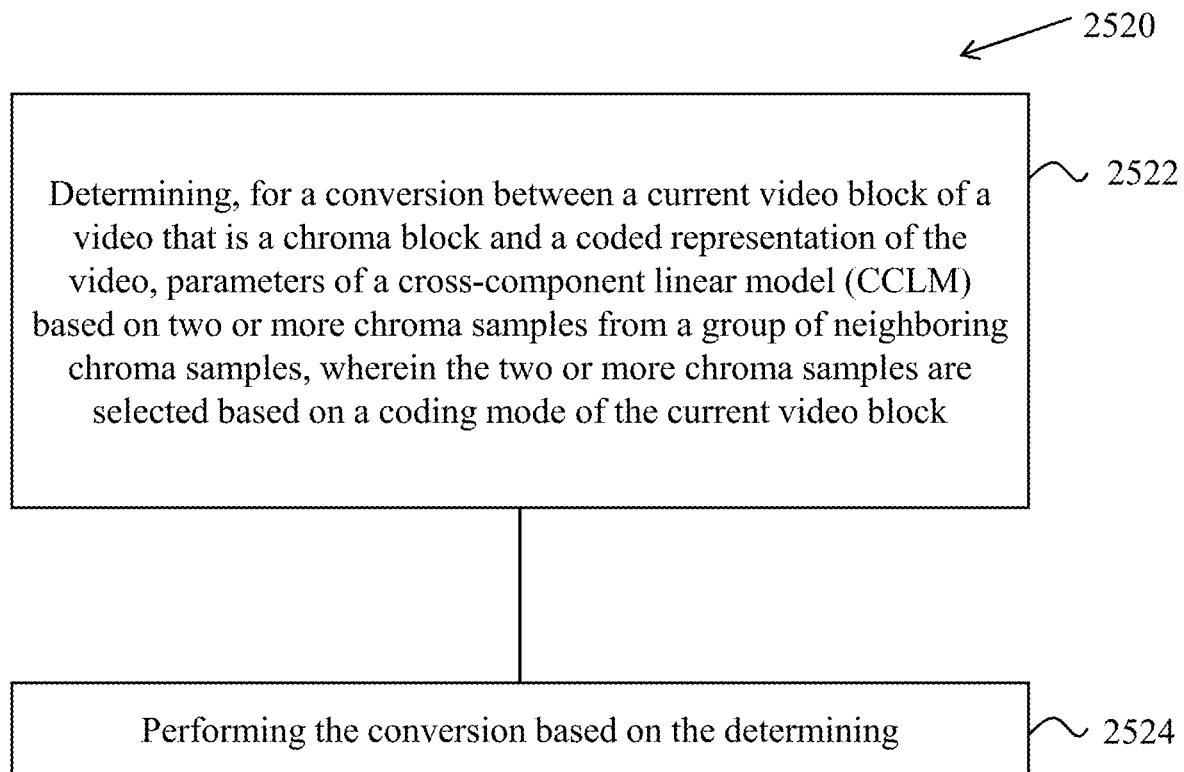 2520
Determining, for a conversion between a current video block of a
video that is a chroma block and a coded representation of the
video, parameters of a cross-component linear model (CCLM)
based on two or more chroma samples from a group of neighboring
chroma samples, wherein the two or more chroma samples are
selected based on a coding mode of the current video block
2522
Performing the conversion based on the determining
2524